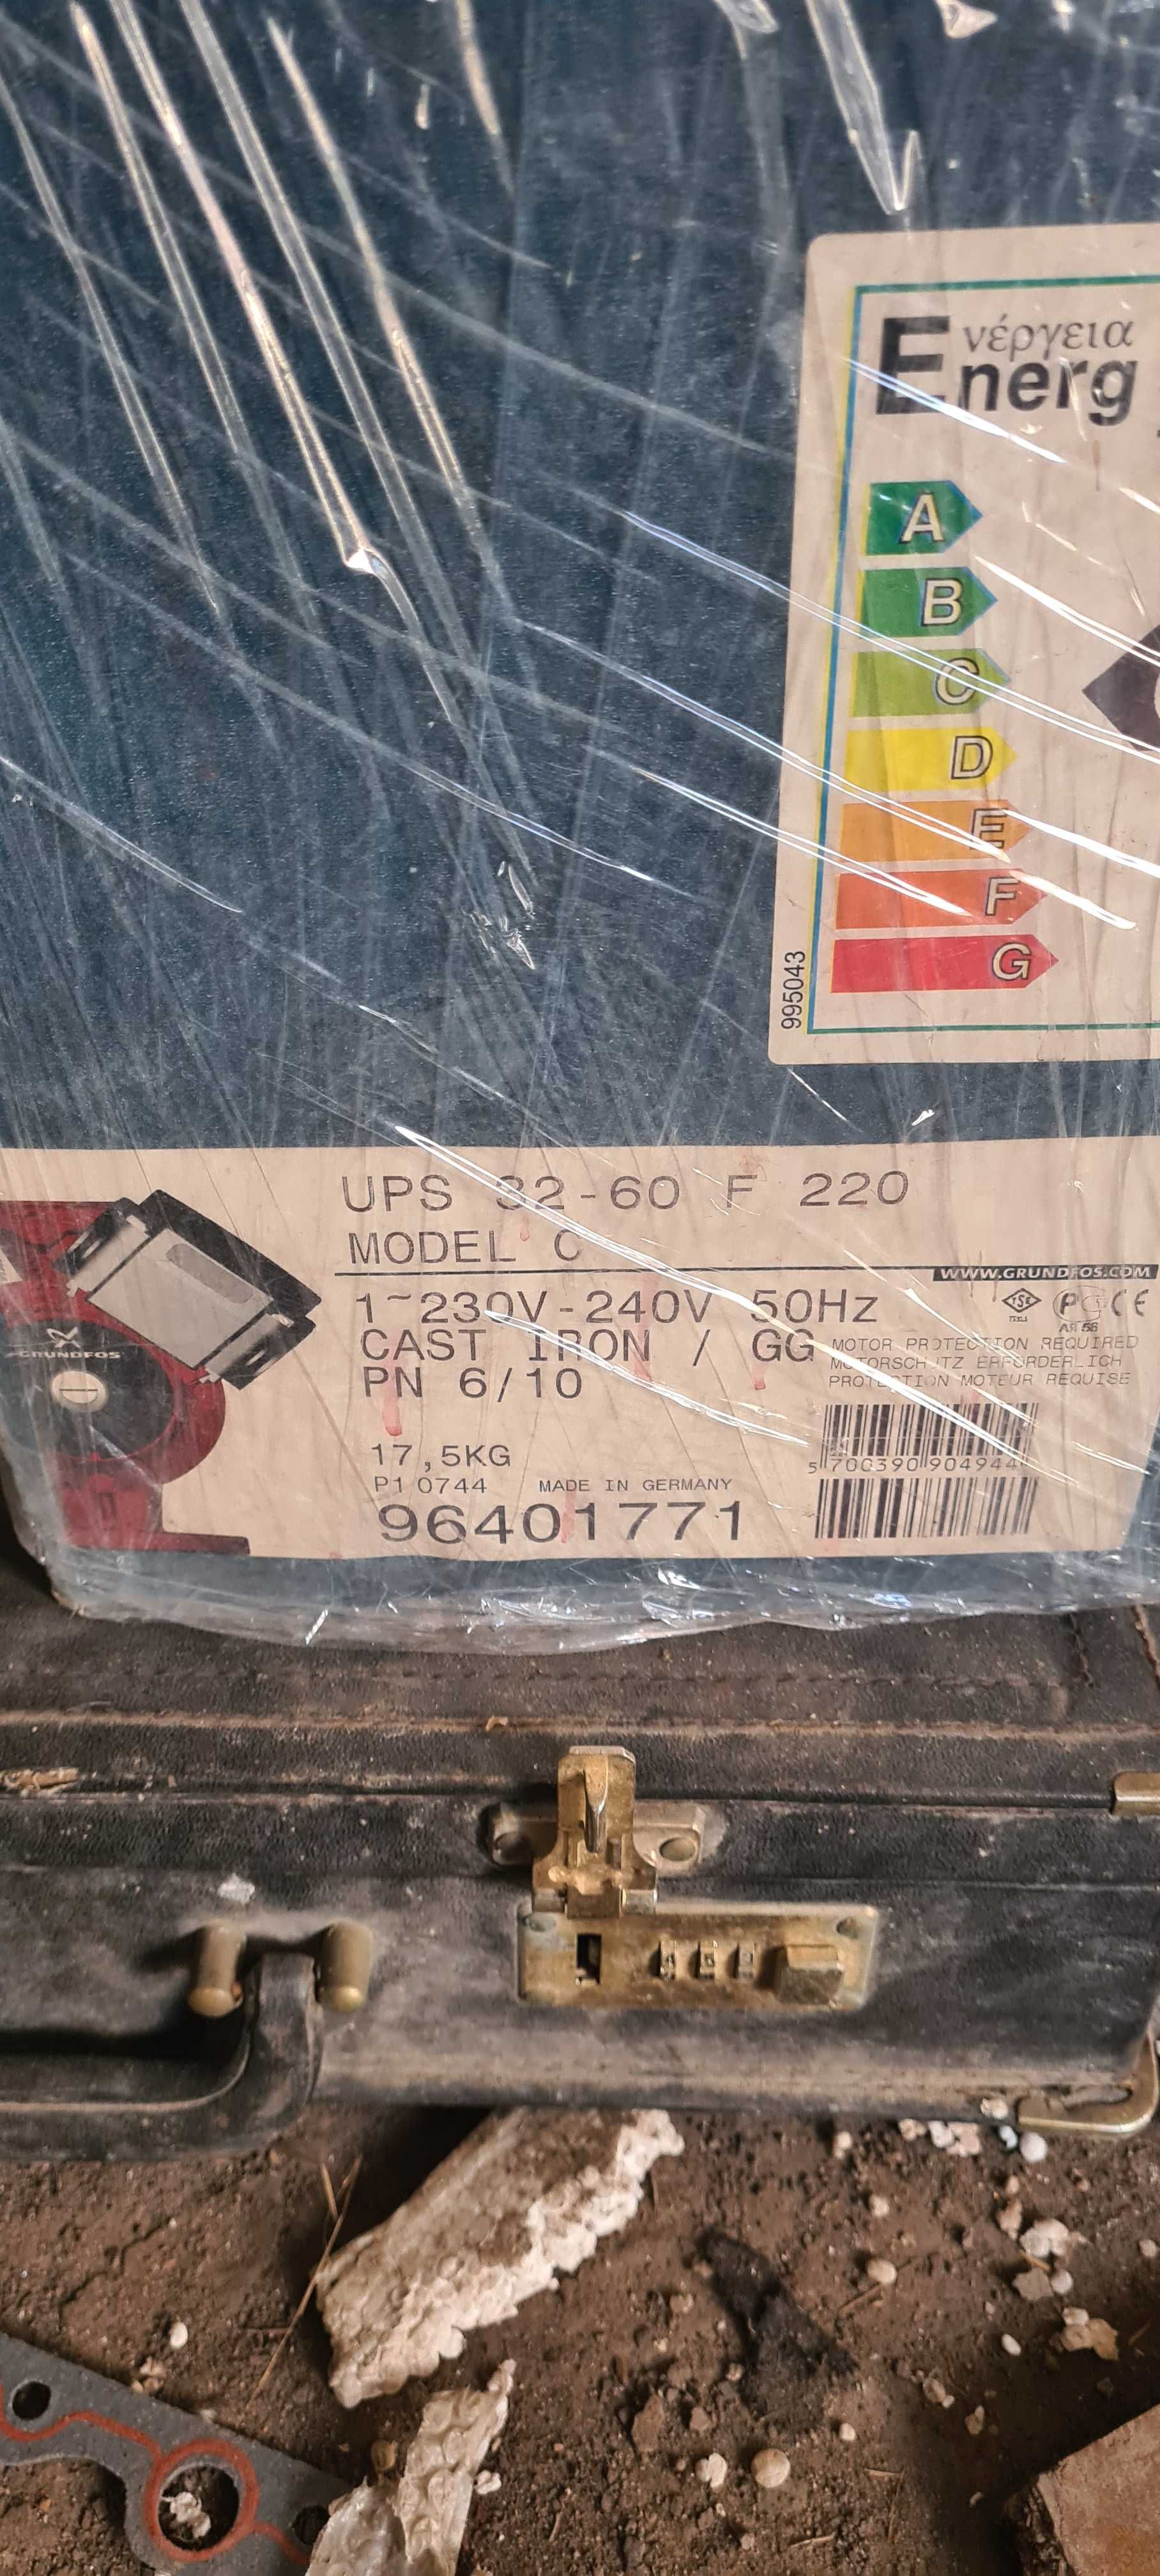 Ενέργεια
Energ
A
B
C
D
E
F
G
995043
UPS 32-60 F 220
MODEL C
WWW.GRUNDFOS.COM
1~230V-240V 50Hz
CAST IRON / GG
PN 6/10
TSE
CE
MOTOR PROTECTION REQUIRED
MOTORSCHUTZ ERFORDERLICH
PROTECTION MOTEUR REQUISE
GRUNDFOS
17,5KG
P1 0744 MADE IN GERMANY
96401771
5 700390 904944